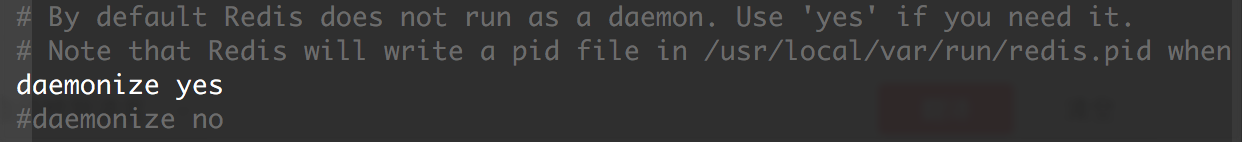 # By default Redis does not run as a daemon. Use 'yes' if you need it.
# Note that Redis will write a pid file in /usr/local/var/run/redis.pid when
daemonize yes
#daemonize no